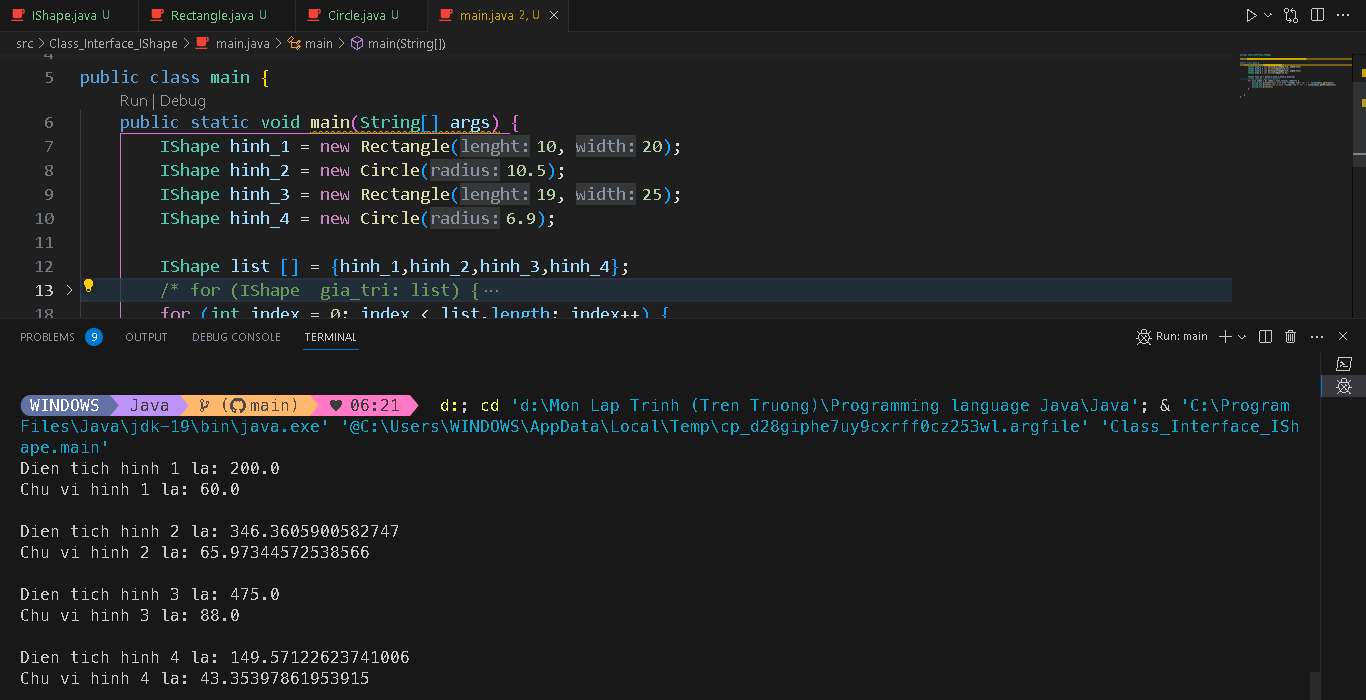 IShape.java U Rectangle.java U Circle.java U main.java 2, U
src > Class_Interface_IShape > main.java > main > main(String[])
4
5 public class main {
Run | Debug
6 public static void main(String[] args) {
7 IShape hinh_1 = new Rectangle(lenght: 10, width: 20);
8 IShape hinh_2 = new Circle(radius: 10.5);
9 IShape hinh_3 = new Rectangle(lenght: 19, width: 25);
10 IShape hinh_4 = new Circle(radius: 6.9);
11
12 IShape list [] = {hinh_1,hinh_2,hinh_3,hinh_4};
13 /* for (IShape  gia_tri: list) {⋯
18 for (int index = 0; index < list.length; index++) {
PROBLEMS 9 OUTPUT DEBUG CONSOLE TERMINAL Run: main
WINDOWS Java (main) ♥ 06:21 d:; cd 'd:\Mon Lap Trinh (Tren Truong)\Programming language Java\Java'; & 'C:\Program
Files\Java\jdk-19\bin\java.exe' '@C:\Users\WINDOWS\AppData\Local\Temp\cp_d28giphe7uy9cxrff0cz253wl.argfile' 'Class_Interface_ISh
ape.main'
Dien tich hinh 1 la: 200.0
Chu vi hinh 1 la: 60.0
Dien tich hinh 2 la: 346.3605900582747
Chu vi hinh 2 la: 65.97344572538566
Dien tich hinh 3 la: 475.0
Chu vi hinh 3 la: 88.0
Dien tich hinh 4 la: 149.57122623741006
Chu vi hinh 4 la: 43.35397861953915